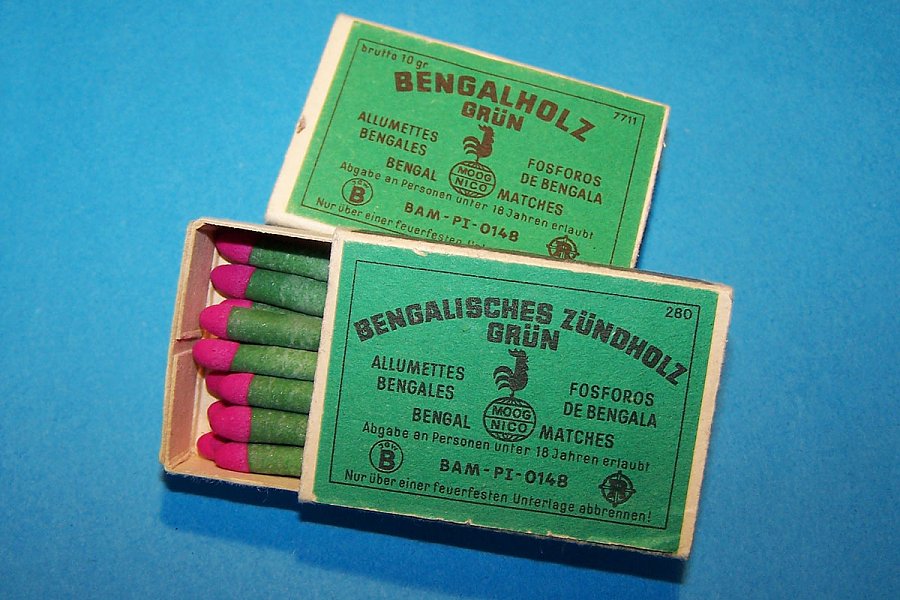 brutto 10 gr
7711
BENGALHOLZ
GRÜN
ALLUMETTES
BENGALES
FOSFOROS
DE BENGALA
BENGAL
MOOG
NICO
MATCHES
Abgabe an Personen unter 18 Jahren erlaubt
B
BAM-PI-0148
Nur über einer feuerfesten
280
BENGALISCHES ZÜNDHOLZ
GRÜN
ALLUMETTES
BENGALES
FOSFOROS
DE BENGALA
BENGAL
MOOG
NICO
MATCHES
Abgabe an Personen unter 18 Jahren erlaubt
B
BAM-PI-0148
Nur über einer feuerfesten Unterlage abbrennen!